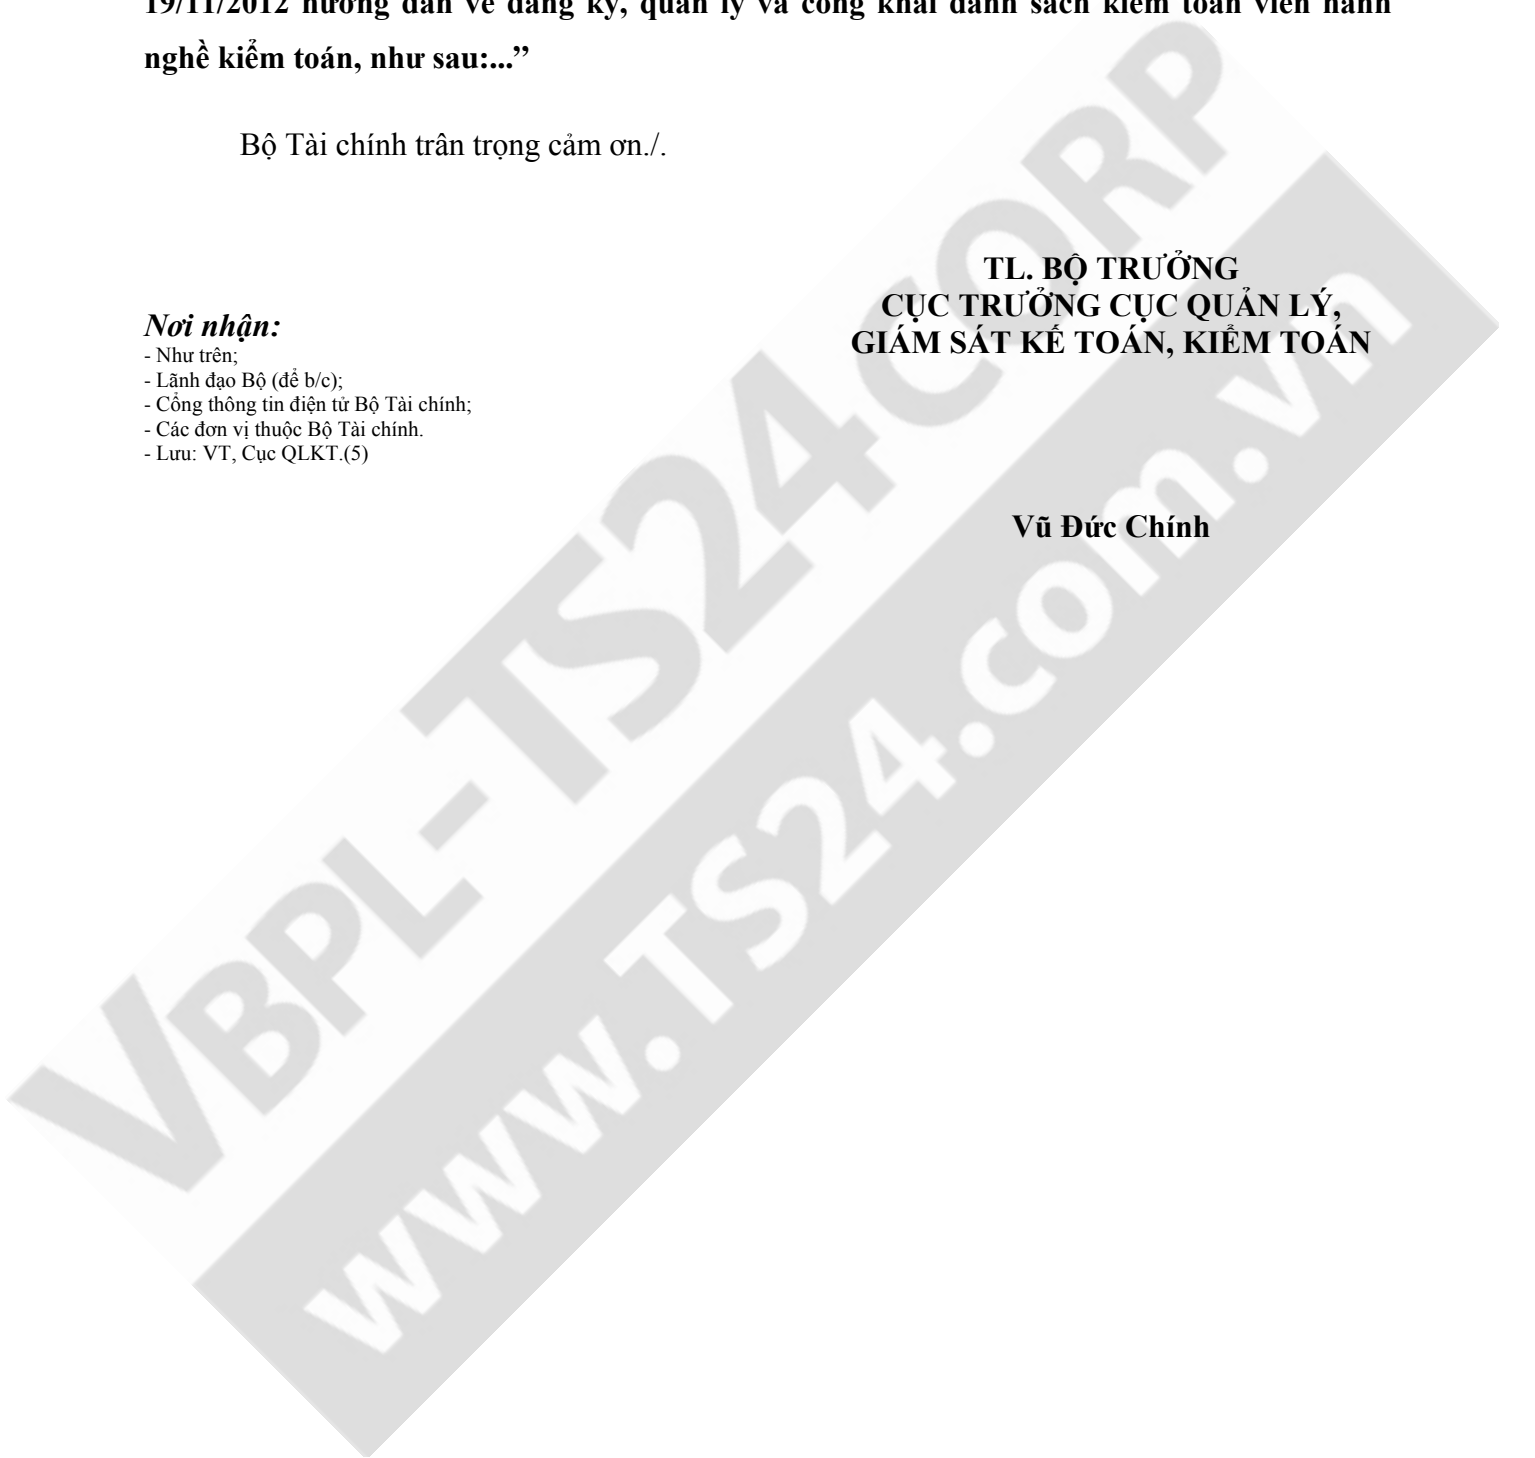 19/11/2012 hướng dẫn về đăng ký, quản lý và công khai danh sách kiểm toán viên hành
nghề kiểm toán, như sau:...”
Bộ Tài chính trân trọng cảm ơn./.
TL. BỘ TRƯỞNG
CỤC TRƯỞNG CỤC QUẢN LÝ,
GIÁM SÁT KẾ TOÁN, KIỂM TOÁN
Nơi nhận:
- Như trên;
- Lãnh đạo Bộ (để b/c);
- Cổng thông tin điện tử Bộ Tài chính;
- Các đơn vị thuộc Bộ Tài chính.
- Lưu: VT, Cục QLKT.(5)
Vũ Đức Chính
VBPL-TS24CORP
www.TS24.com.vn